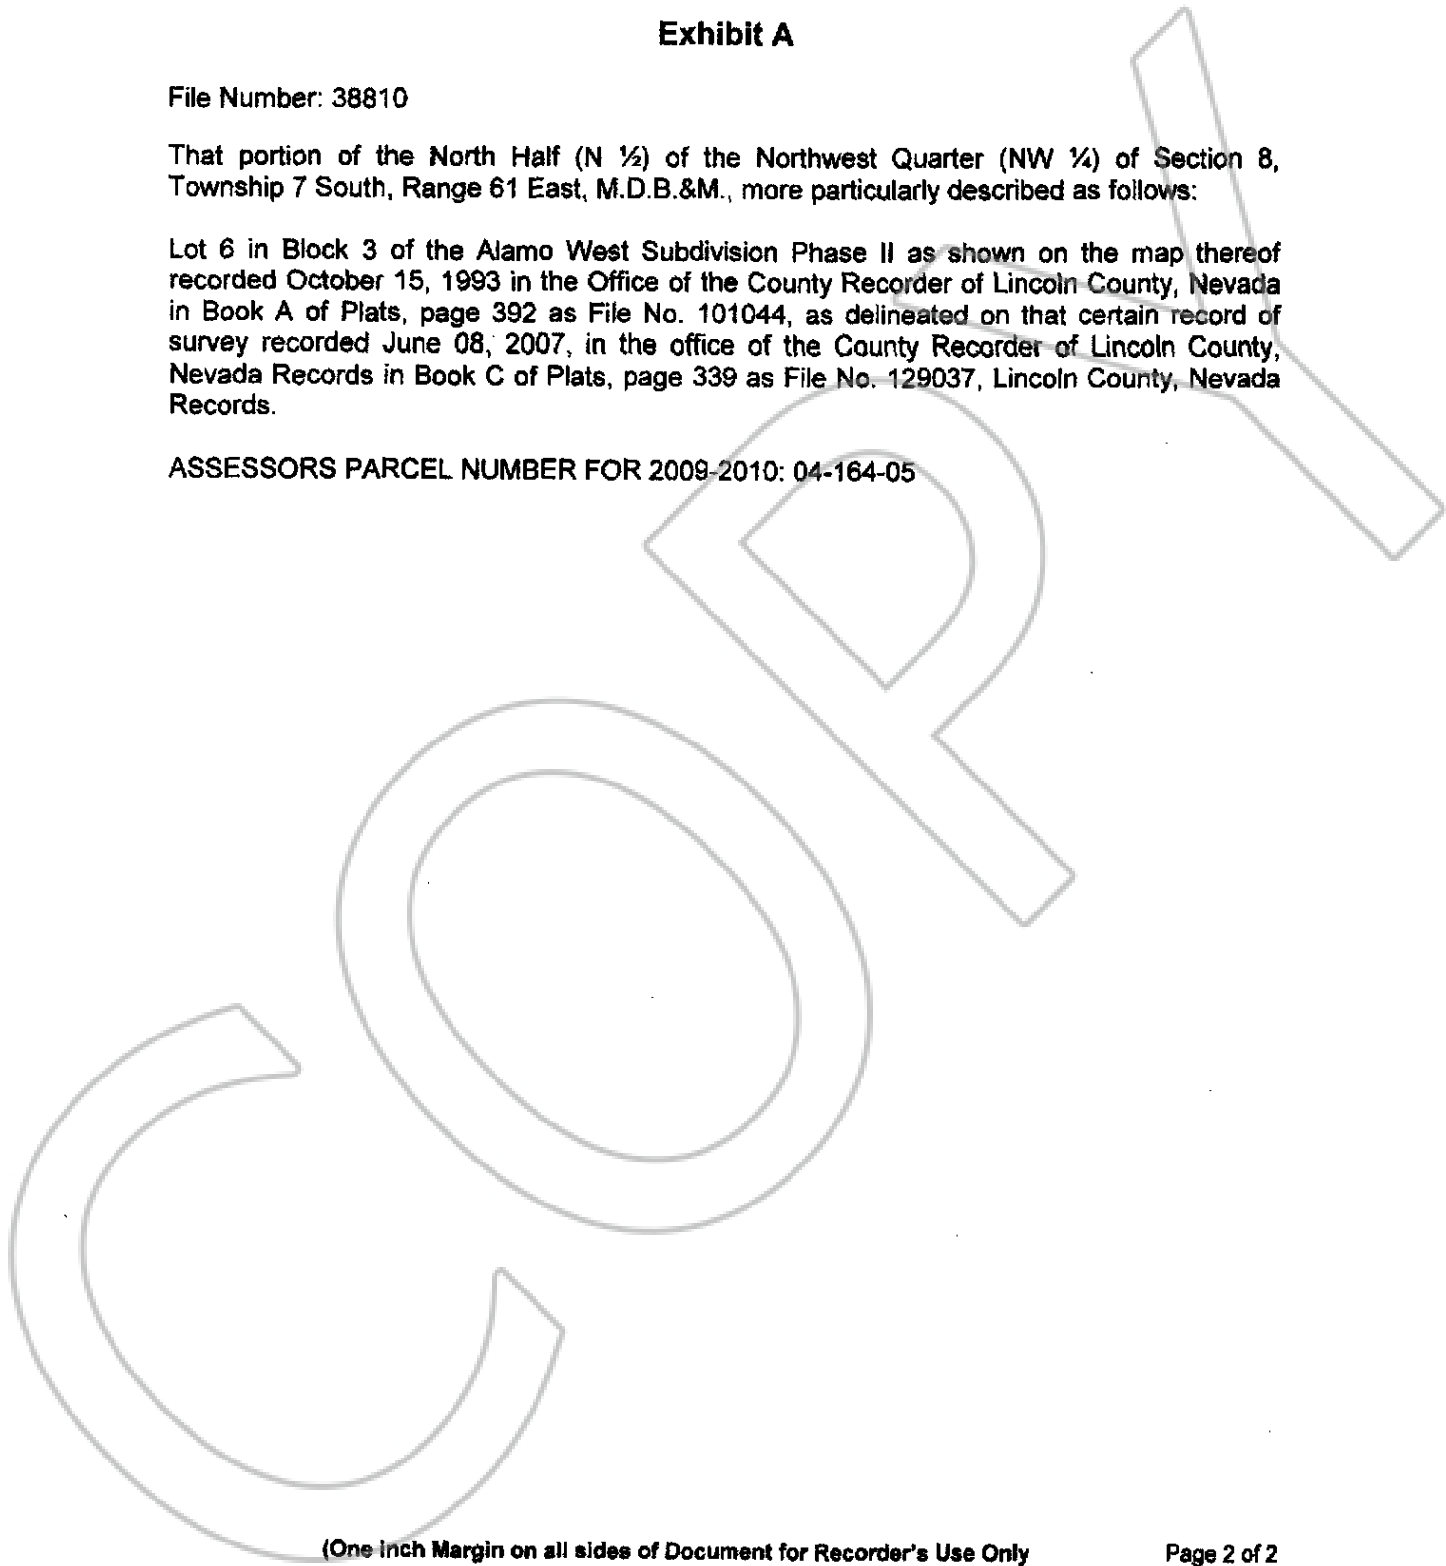 Exhibit A
File Number: 38810
That portion of the North Half (N ½) of the Northwest Quarter (NW ¼) of Section 8,
Township 7 South, Range 61 East, M.D.B.&M., more particularly described as follows:
Lot 6 in Block 3 of the Alamo West Subdivision Phase II as shown on the map thereof
recorded October 15, 1993 in the Office of the County Recorder of Lincoln County, Nevada
in Book A of Plats, page 392 as File No. 101044, as delineated on that certain record of
survey recorded June 08, 2007, in the office of the County Recorder of Lincoln County,
Nevada Records in Book C of Plats, page 339 as File No. 129037, Lincoln County, Nevada
Records.
ASSESSORS PARCEL NUMBER FOR 2009-2010: 04-164-05
COPY
(One Inch Margin on all sides of Document for Recorder's Use Only Page 2 of 2